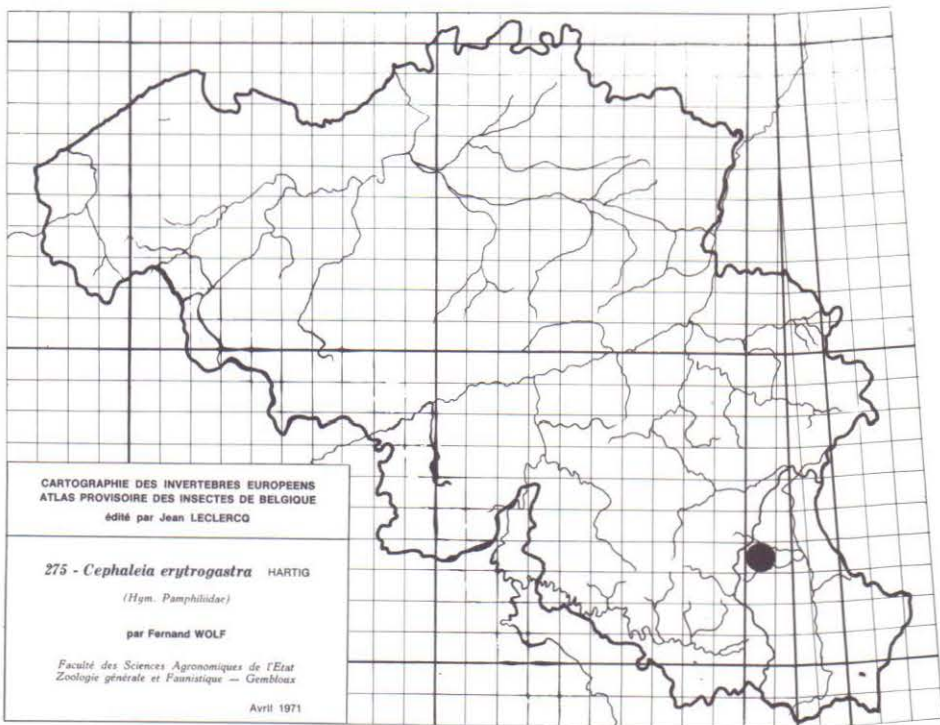 CARTOGRAPHIE DES INVERTEBRES EUROPEENS
ATLAS PROVISOIRE DES INSECTES DE BELGIQUE
édité par Jean LECLERCQ
275 - Cephaleia erytrogastra HARTIG
(Hym. Pamphiliidae)
par Fernand WOLF
Faculté des Sciences Agronomiques de l'Etat
Zoologie générale et Faunistique — Gembloux
Avril 1971